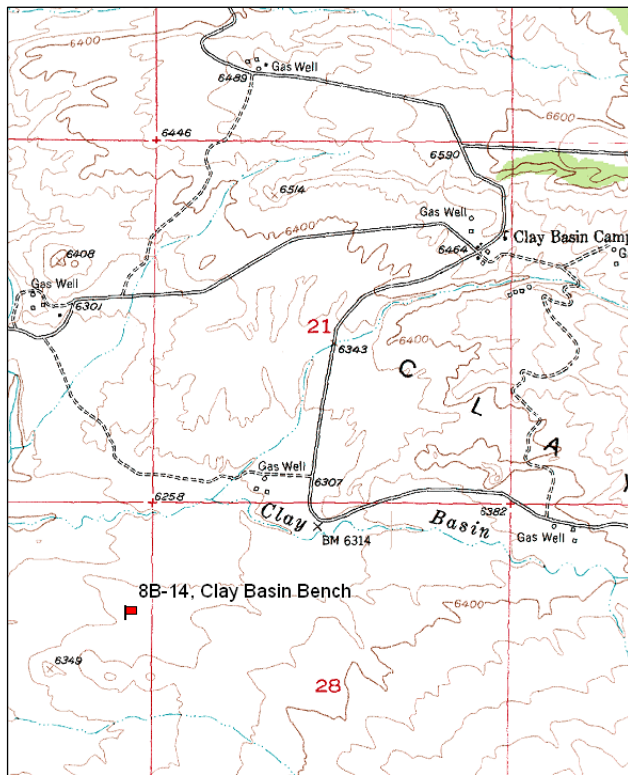 6400
Gas Well
6489
6600
6446
6590
6514
Gas Well
6400
6408
6464
Clay Basin Camp
Gas Well
Ga
6301
21
6343
6400
C
L
A
Gas Well
6307
6258
Clay Basin
6382
BM 6314
Gas Well
8B-14, Clay Basin Bench
6400
6349
28